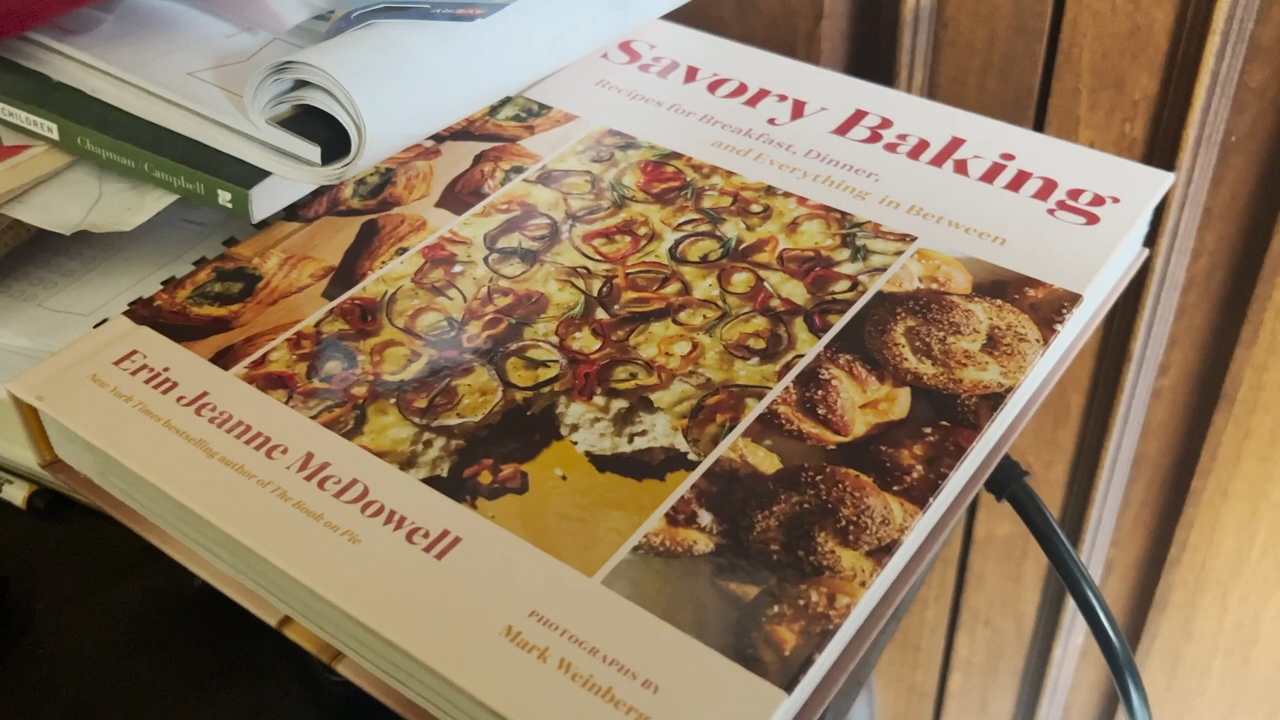 Savory Baking
Recipes for Breakfast, Dinner,
and Everything in Between
CHILDREN
Chapman / Campbell
Erin Jeanne McDowell
New York Times bestselling author of The Book on Pie
PHOTOGRAPHS BY
Mark Weinberg